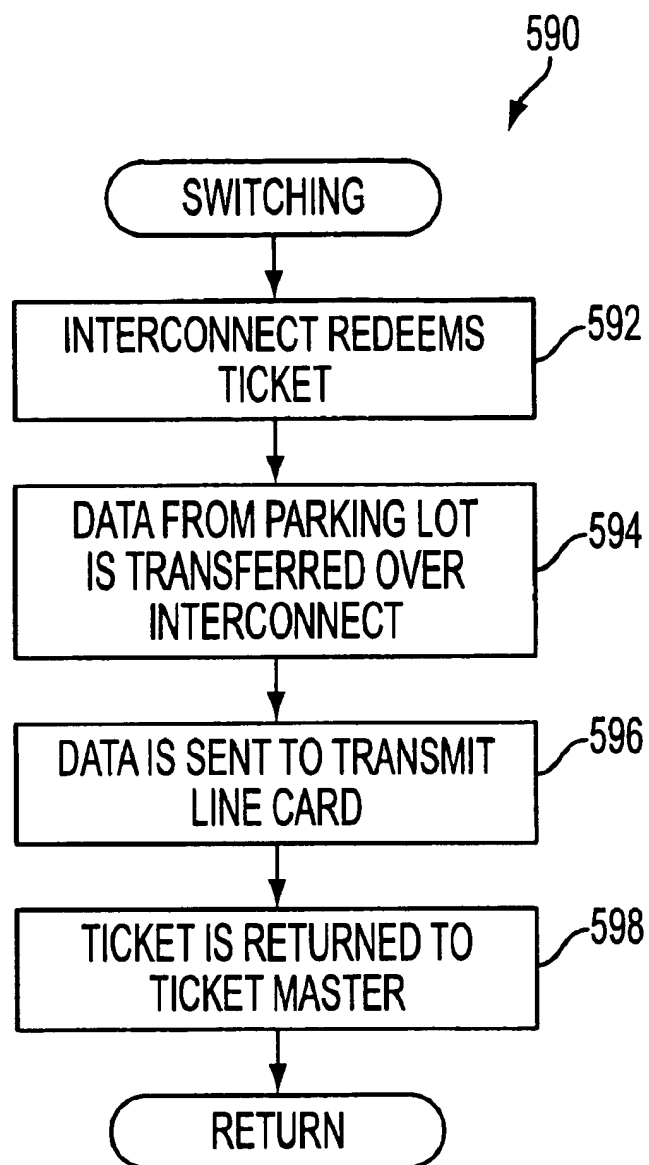 590
SWITCHING
INTERCONNECT REDEEMS
TICKET
592
DATA FROM PARKING LOT
IS TRANSFERRED OVER
INTERCONNECT
594
DATA IS SENT TO TRANSMIT
LINE CARD
596
TICKET IS RETURNED TO
TICKET MASTER
598
RETURN